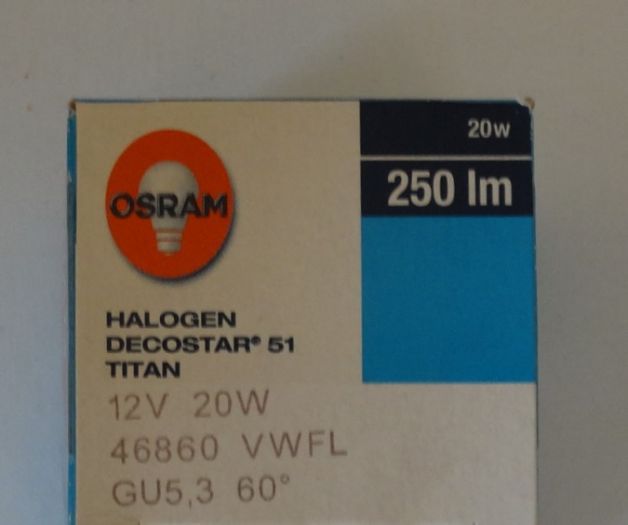 20w
250 lm
OSRAM
HALOGEN
DECOSTAR® 51
TITAN
12V 20W
46860 VWFL
GU5,3 60°